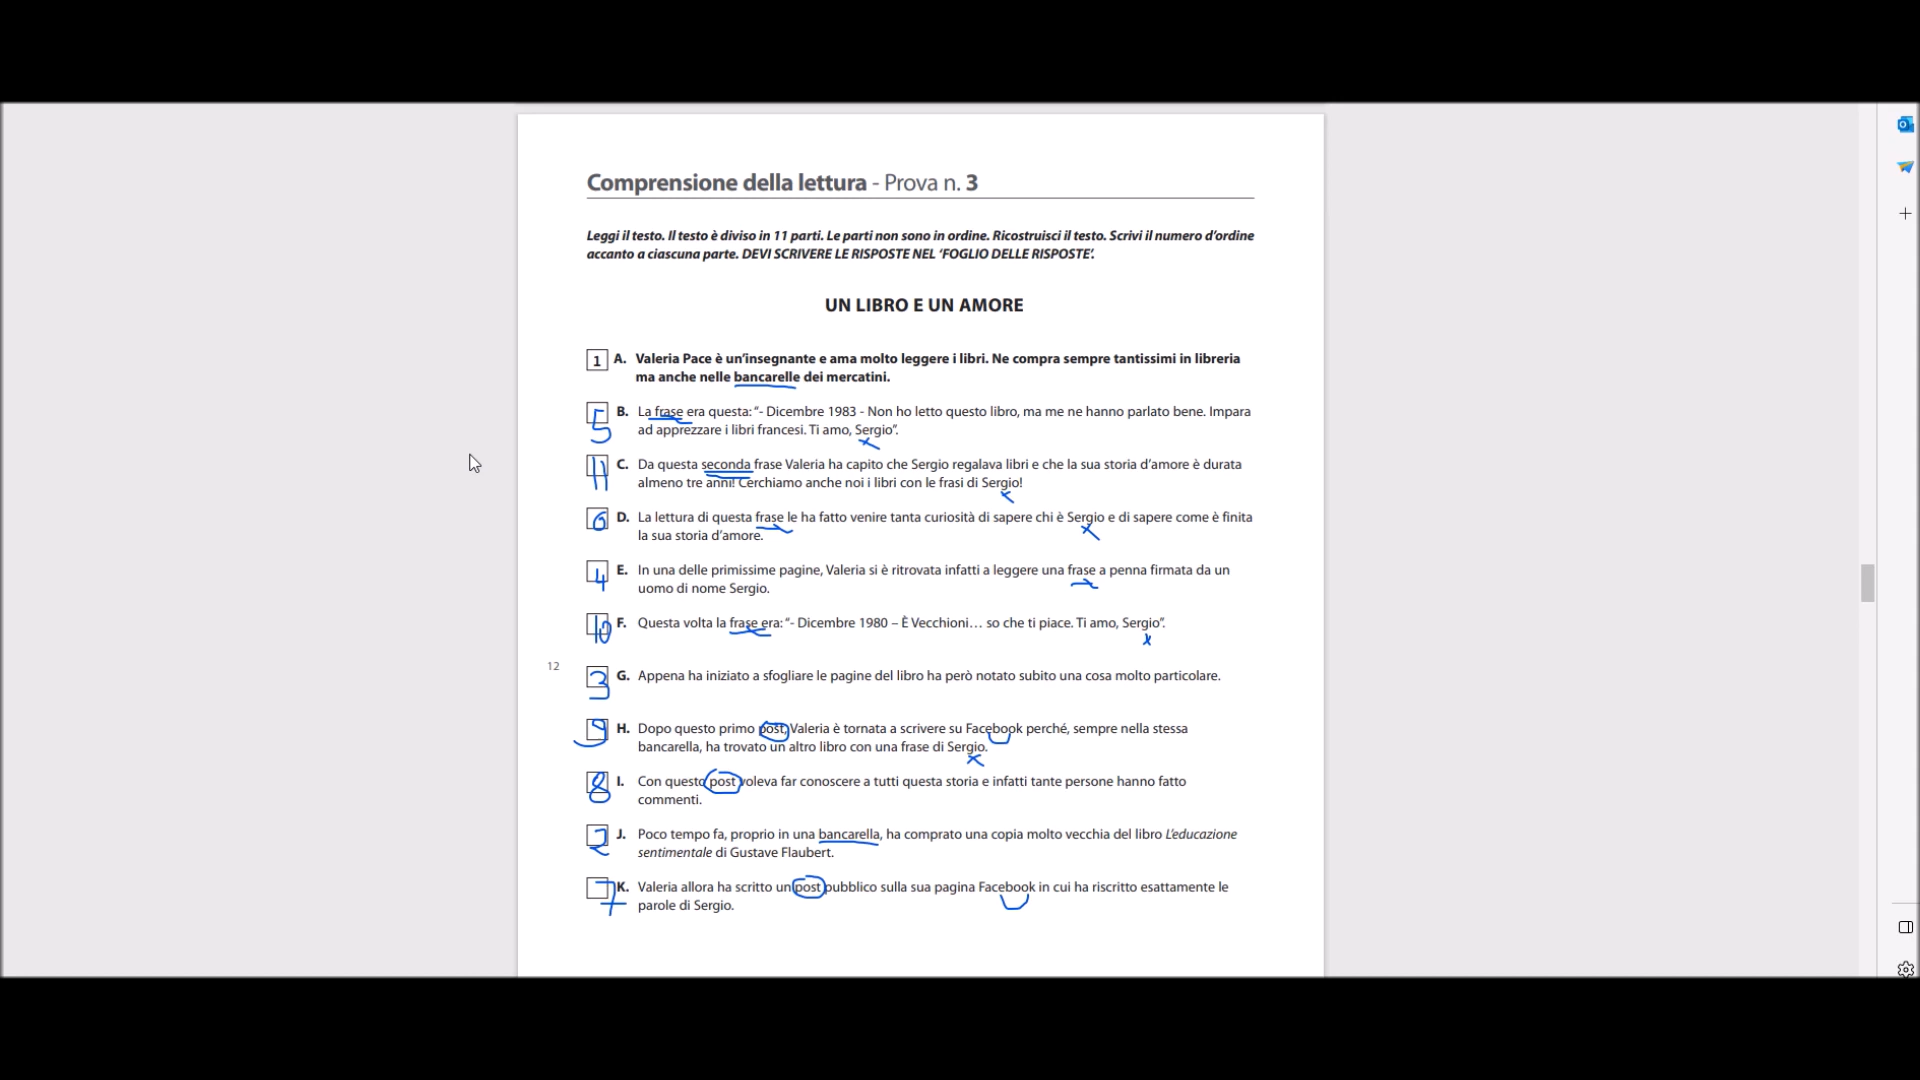 Comprensione della lettura - Prova n. 3
Leggi il testo. Il testo è diviso in 11 parti. Le parti non sono in ordine. Ricostruisci il testo. Scrivi il numero d'ordine
accanto a ciascuna parte. DEVI SCRIVERE LE RISPOSTE NEL 'FOGLIO DELLE RISPOSTE'.
UN LIBRO E UN AMORE
1 A. Valeria Pace è un'insegnante e ama molto leggere i libri. Ne compra sempre tantissimi in libreria
ma anche nelle bancarelle dei mercatini.
5 B. La frase era questa: "- Dicembre 1983 - Non ho letto questo libro, ma me ne hanno parlato bene. Impara
ad apprezzare i libri francesi. Ti amo, Sergio".
11 C. Da questa seconda frase Valeria ha capito che Sergio regalava libri e che la sua storia d'amore è durata
almeno tre anni! Cerchiamo anche noi i libri con le frasi di Sergio!
6 D. La lettura di questa frase le ha fatto venire tanta curiosità di sapere chi è Sergio e di sapere come è finita
la sua storia d'amore.
4 E. In una delle primissime pagine, Valeria si è ritrovata infatti a leggere una frase a penna firmata da un
uomo di nome Sergio.
10 F. Questa volta la frase era: "- Dicembre 1980 – È Vecchioni… so che ti piace. Ti amo, Sergio".
12
3 G. Appena ha iniziato a sfogliare le pagine del libro ha però notato subito una cosa molto particolare.
9 H. Dopo questo primo post, Valeria è tornata a scrivere su Facebook perché, sempre nella stessa
bancarella, ha trovato un altro libro con una frase di Sergio.
8 I. Con questo post voleva far conoscere a tutti questa storia e infatti tante persone hanno fatto
commenti.
2 J. Poco tempo fa, proprio in una bancarella, ha comprato una copia molto vecchia del libro L'educazione
sentimentale di Gustave Flaubert.
7 K. Valeria allora ha scritto un post pubblico sulla sua pagina Facebook in cui ha riscritto esattamente le
parole di Sergio.